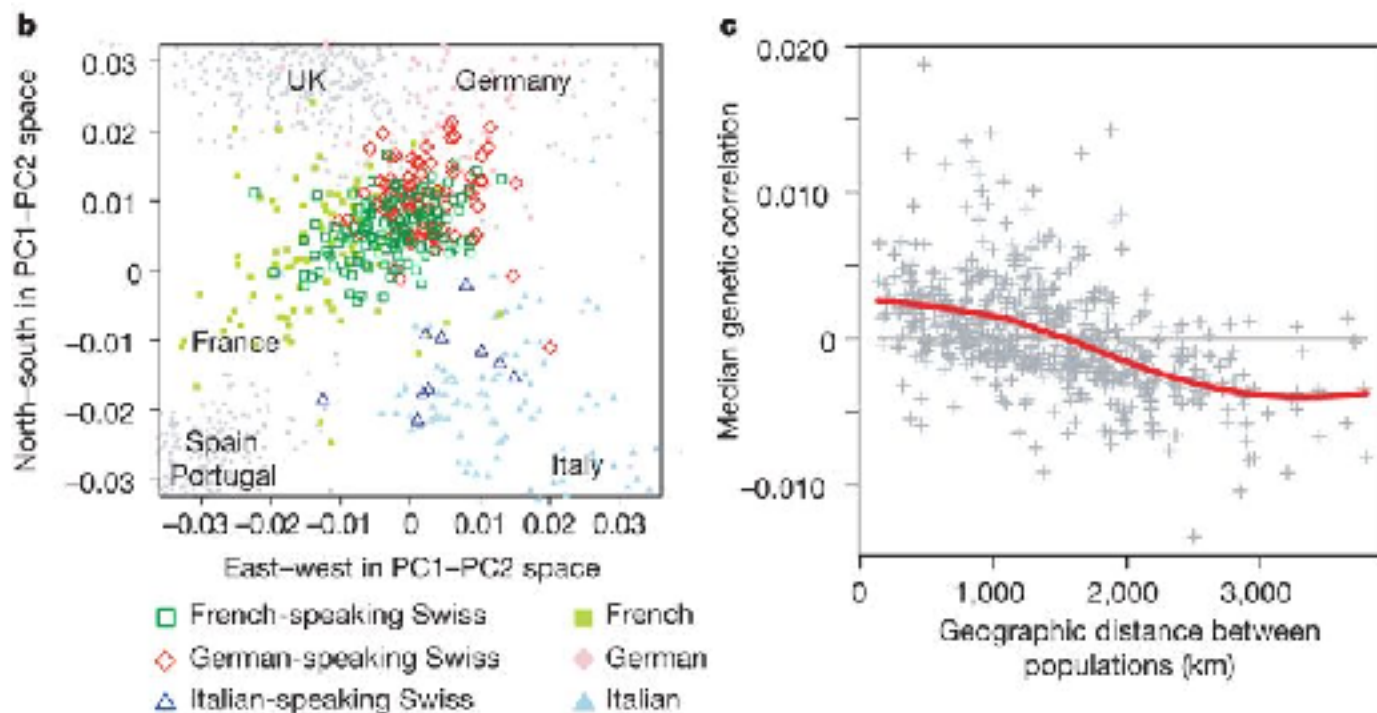 b
North–south in PC1–PC2 space
0.03
0.02
0.01
0
–0.01
–0.02
–0.03
UK
Germany
France
Spain
Portugal
Italy
–0.03
–0.02
–0.01
0
0.01
0.02
0.03
East–west in PC1–PC2 space
French-speaking Swiss
French
German-speaking Swiss
German
Italian-speaking Swiss
Italian
c
Median genetic correlation
0.020
0.010
0
–0.010
0
1,000
2,000
3,000
Geographic distance between
populations (km)